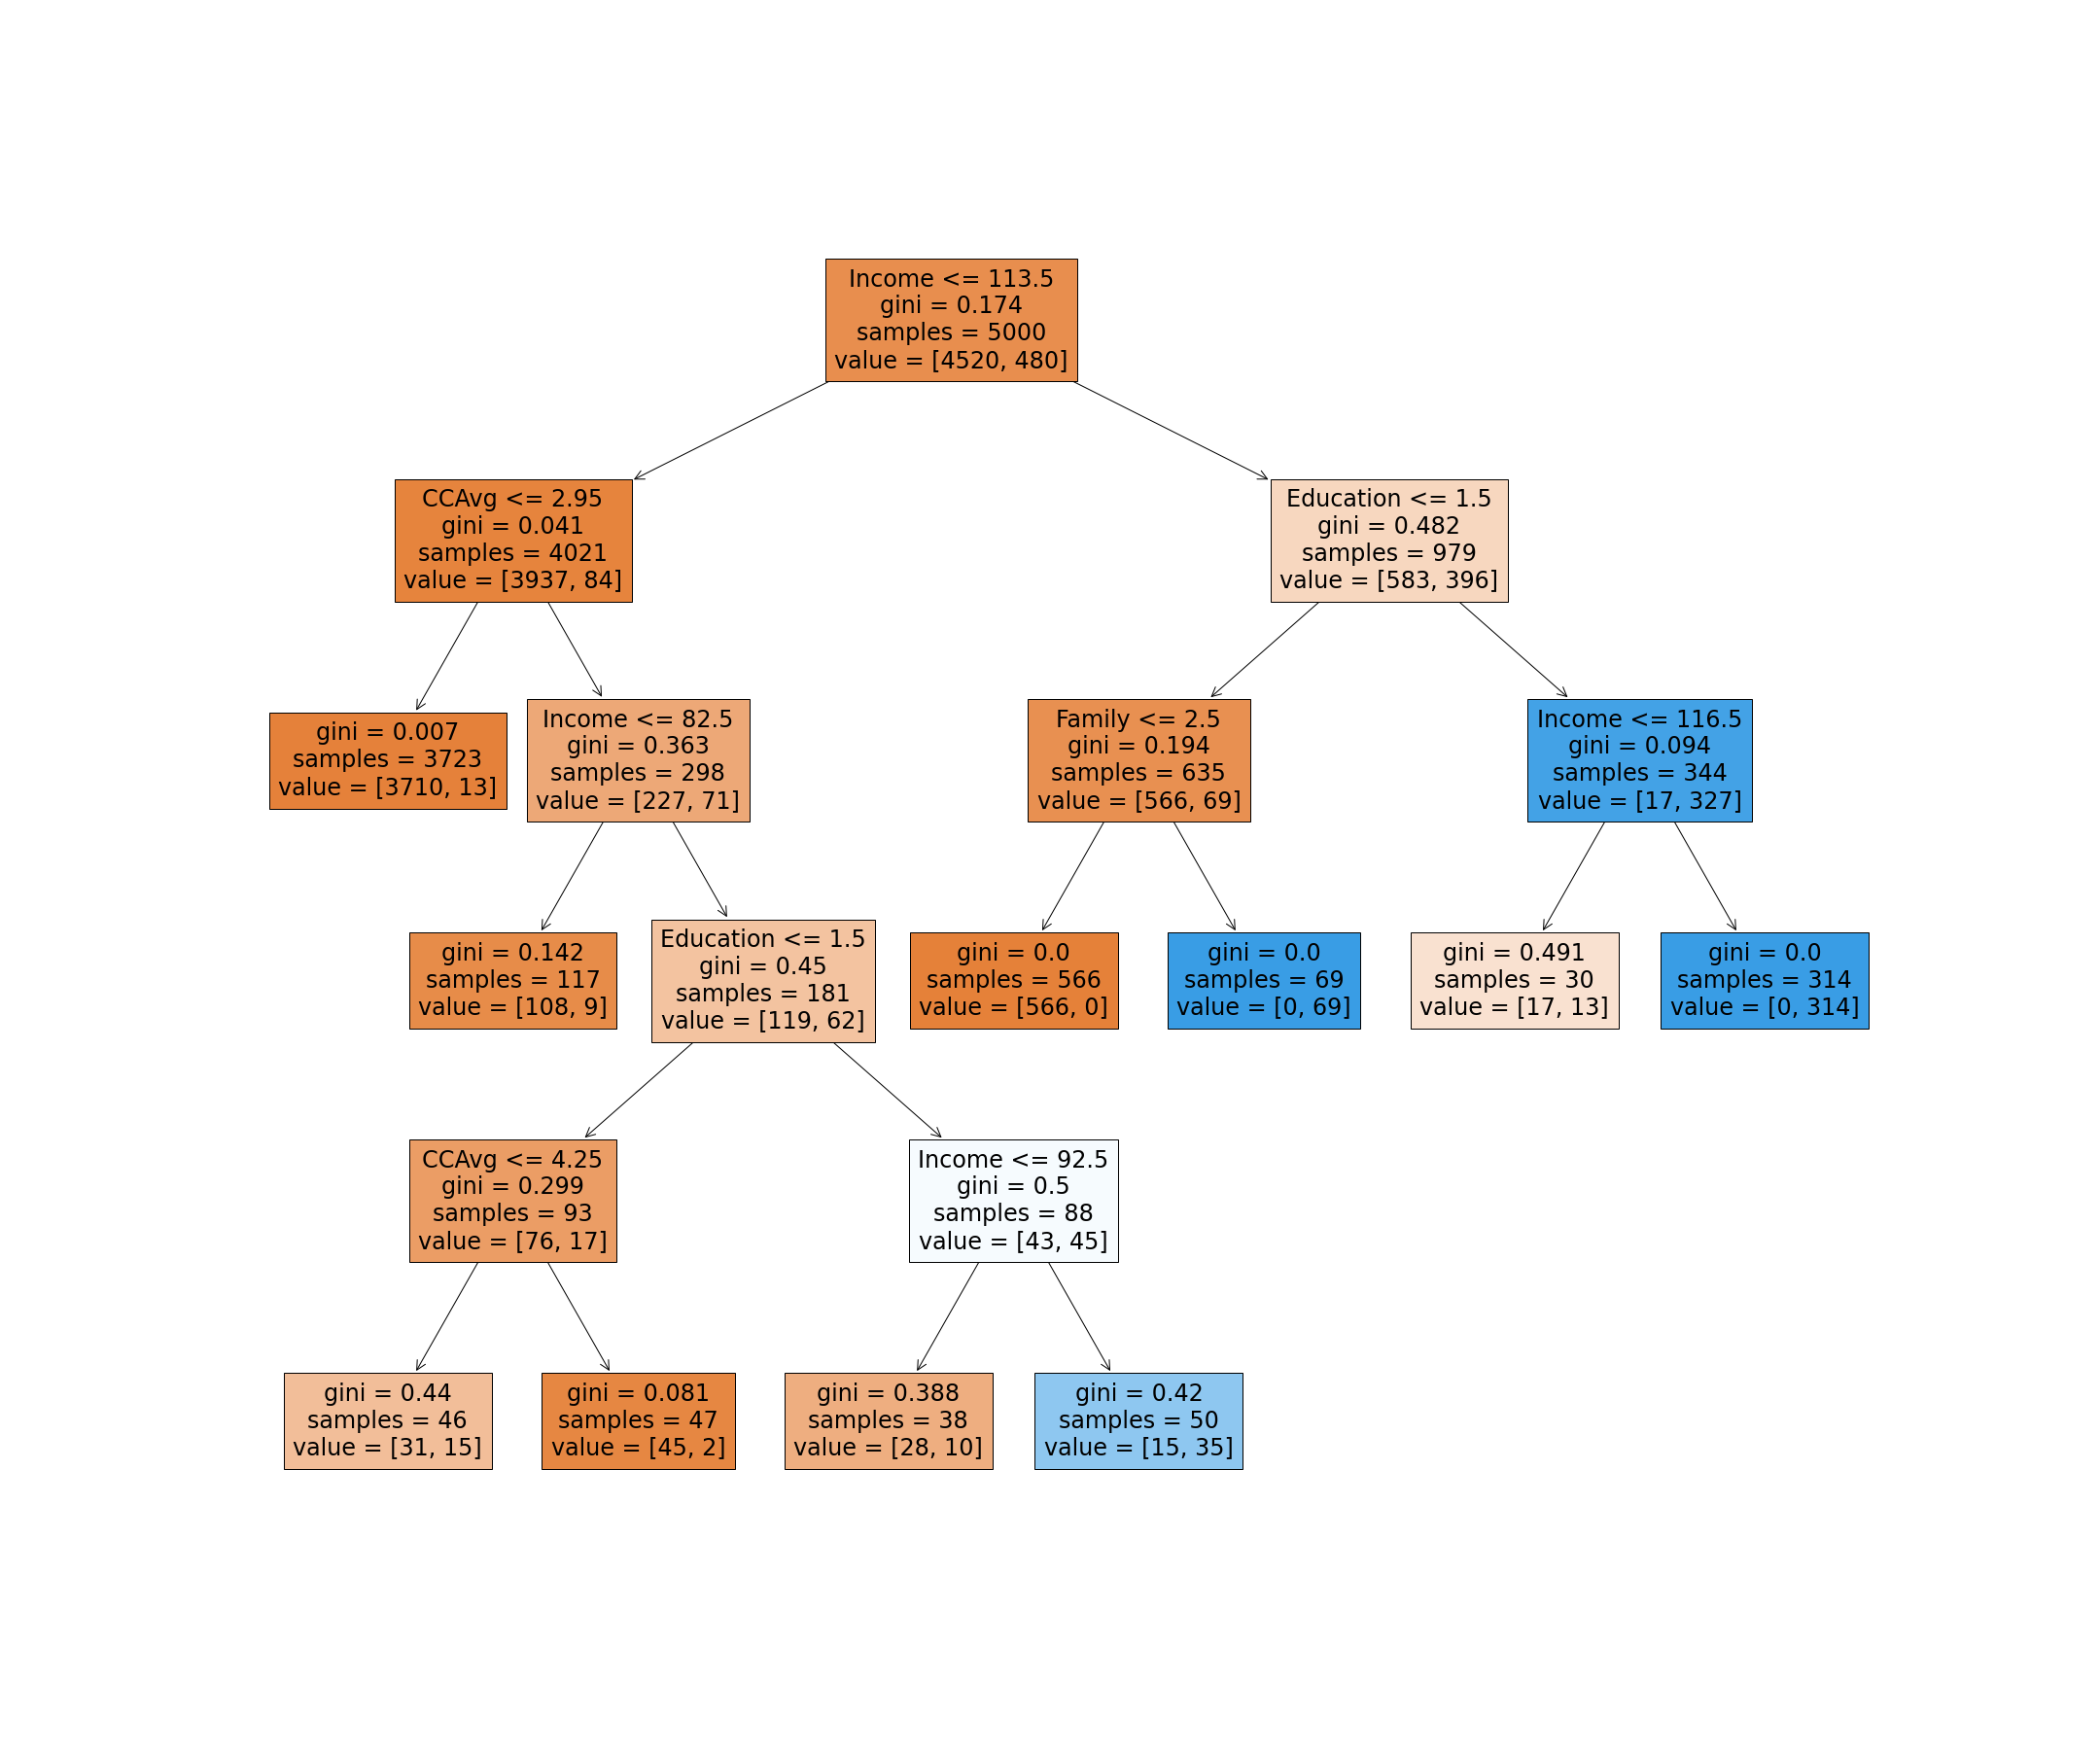 Income <= 113.5
gini = 0.174
samples = 5000
value = [4520, 480]
CCAvg <= 2.95
gini = 0.041
samples = 4021
value = [3937, 84]
Education <= 1.5
gini = 0.482
samples = 979
value = [583, 396]
gini = 0.007
samples = 3723
value = [3710, 13]
Income <= 82.5
gini = 0.363
samples = 298
value = [227, 71]
Family <= 2.5
gini = 0.194
samples = 635
value = [566, 69]
Income <= 116.5
gini = 0.094
samples = 344
value = [17, 327]
gini = 0.142
samples = 117
value = [108, 9]
Education <= 1.5
gini = 0.45
samples = 181
value = [119, 62]
gini = 0.0
samples = 566
value = [566, 0]
gini = 0.0
samples = 69
value = [0, 69]
gini = 0.491
samples = 30
value = [17, 13]
gini = 0.0
samples = 314
value = [0, 314]
CCAvg <= 4.25
gini = 0.299
samples = 93
value = [76, 17]
Income <= 92.5
gini = 0.5
samples = 88
value = [43, 45]
gini = 0.44
samples = 46
value = [31, 15]
gini = 0.081
samples = 47
value = [45, 2]
gini = 0.388
samples = 38
value = [28, 10]
gini = 0.42
samples = 50
value = [15, 35]